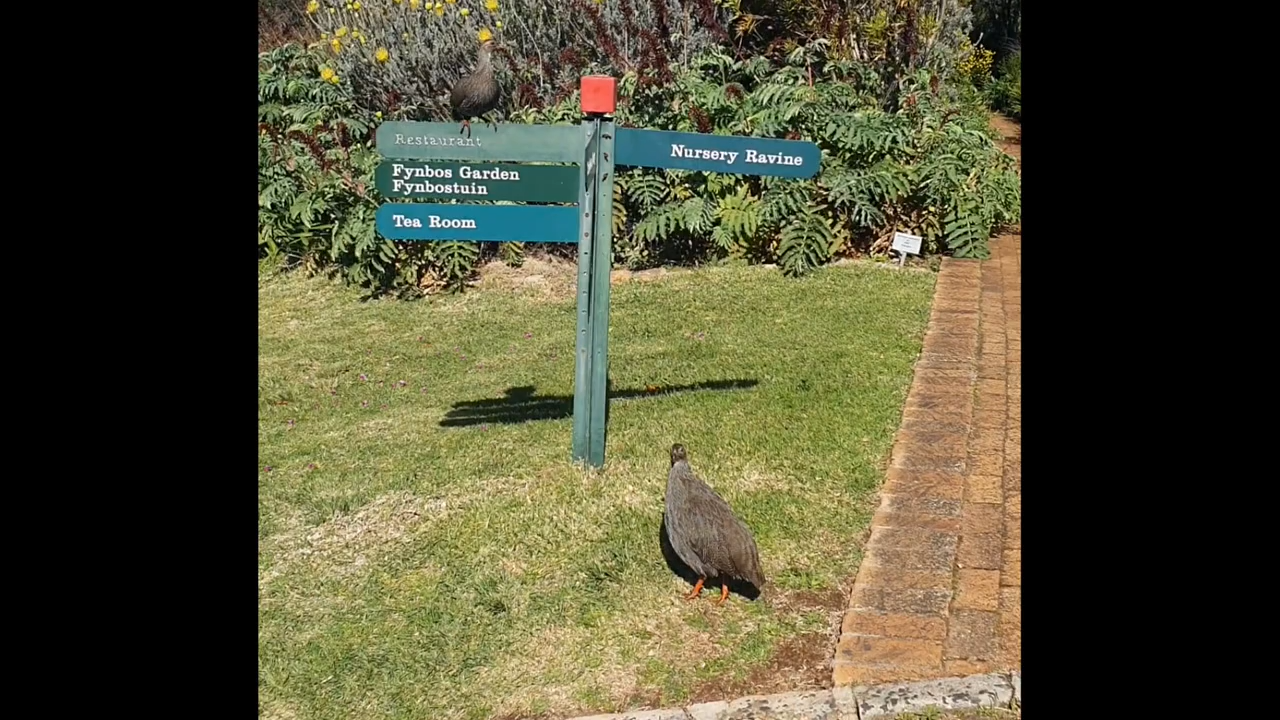 Restaurant
Fynbos Garden
Fynbostuin
Tea Room
Nursery Ravine